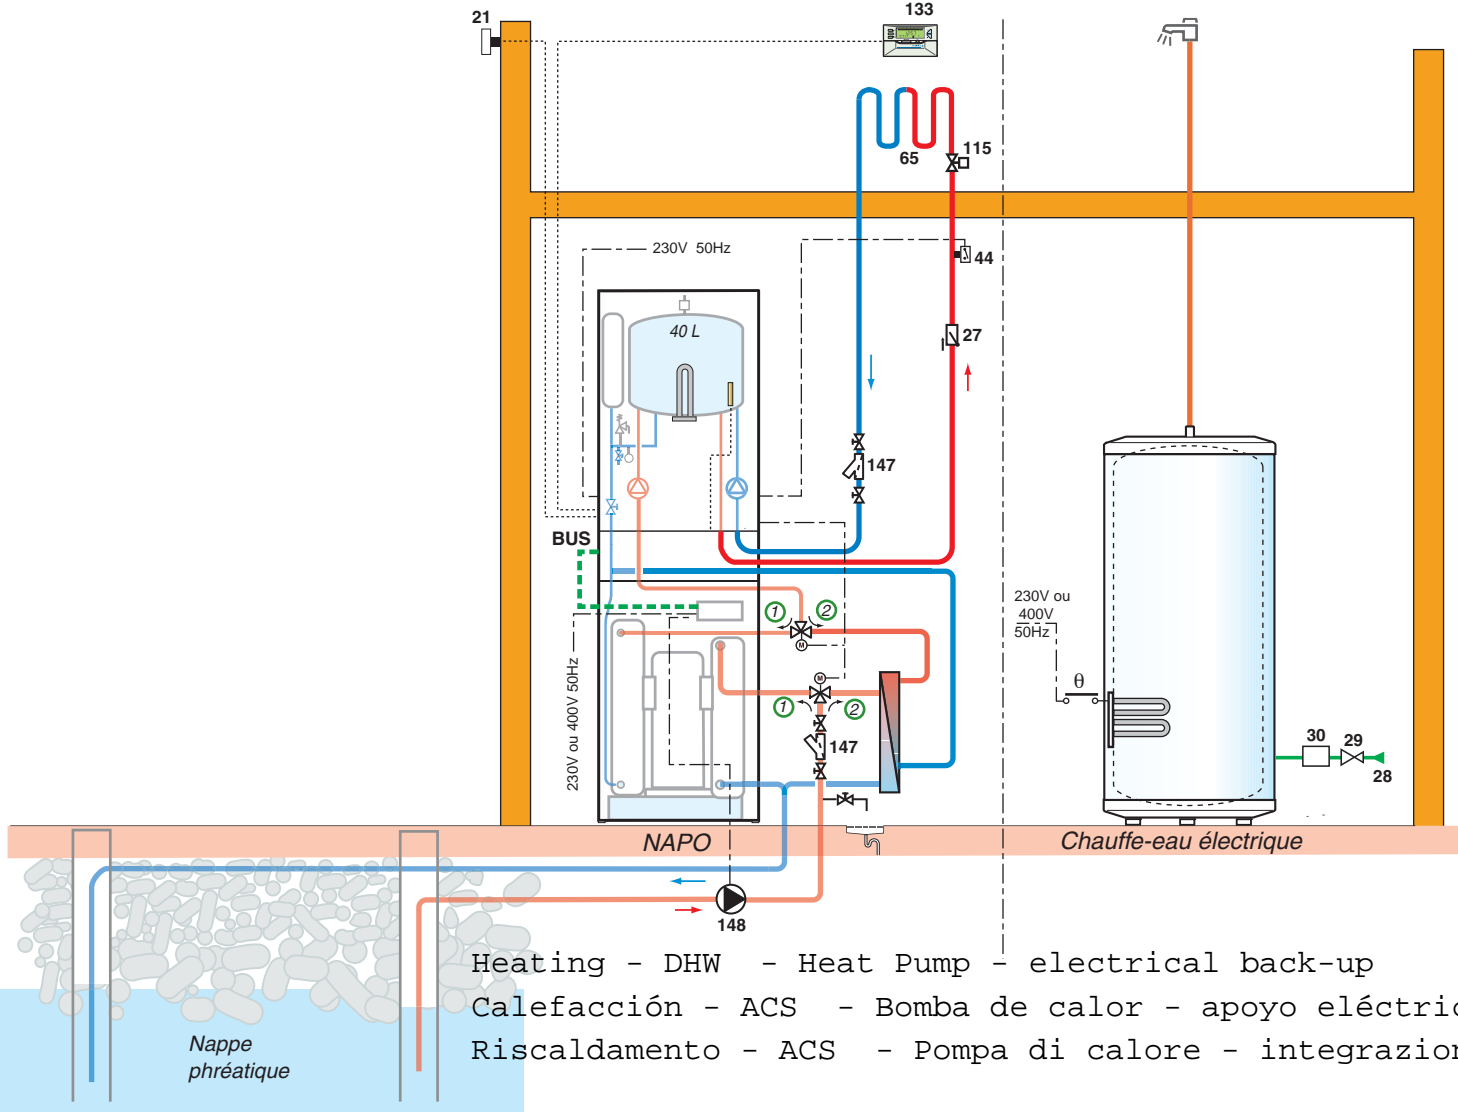 21
133
65
115
230V 50Hz
44
40 L
27
147
BUS
1
2
M
230V ou
400V
50Hz
230V ou 400V 50Hz
M
θ
1
2
147
30
29
28
NAPO
Chauffe-eau électrique
148
Heating - DHW - Heat Pump - electrical back-up
Calefacción - ACS - Bomba de calor - apoyo eléctric
Riscaldamento - ACS - Pompa di calore - integrazion
Nappe
phréatique